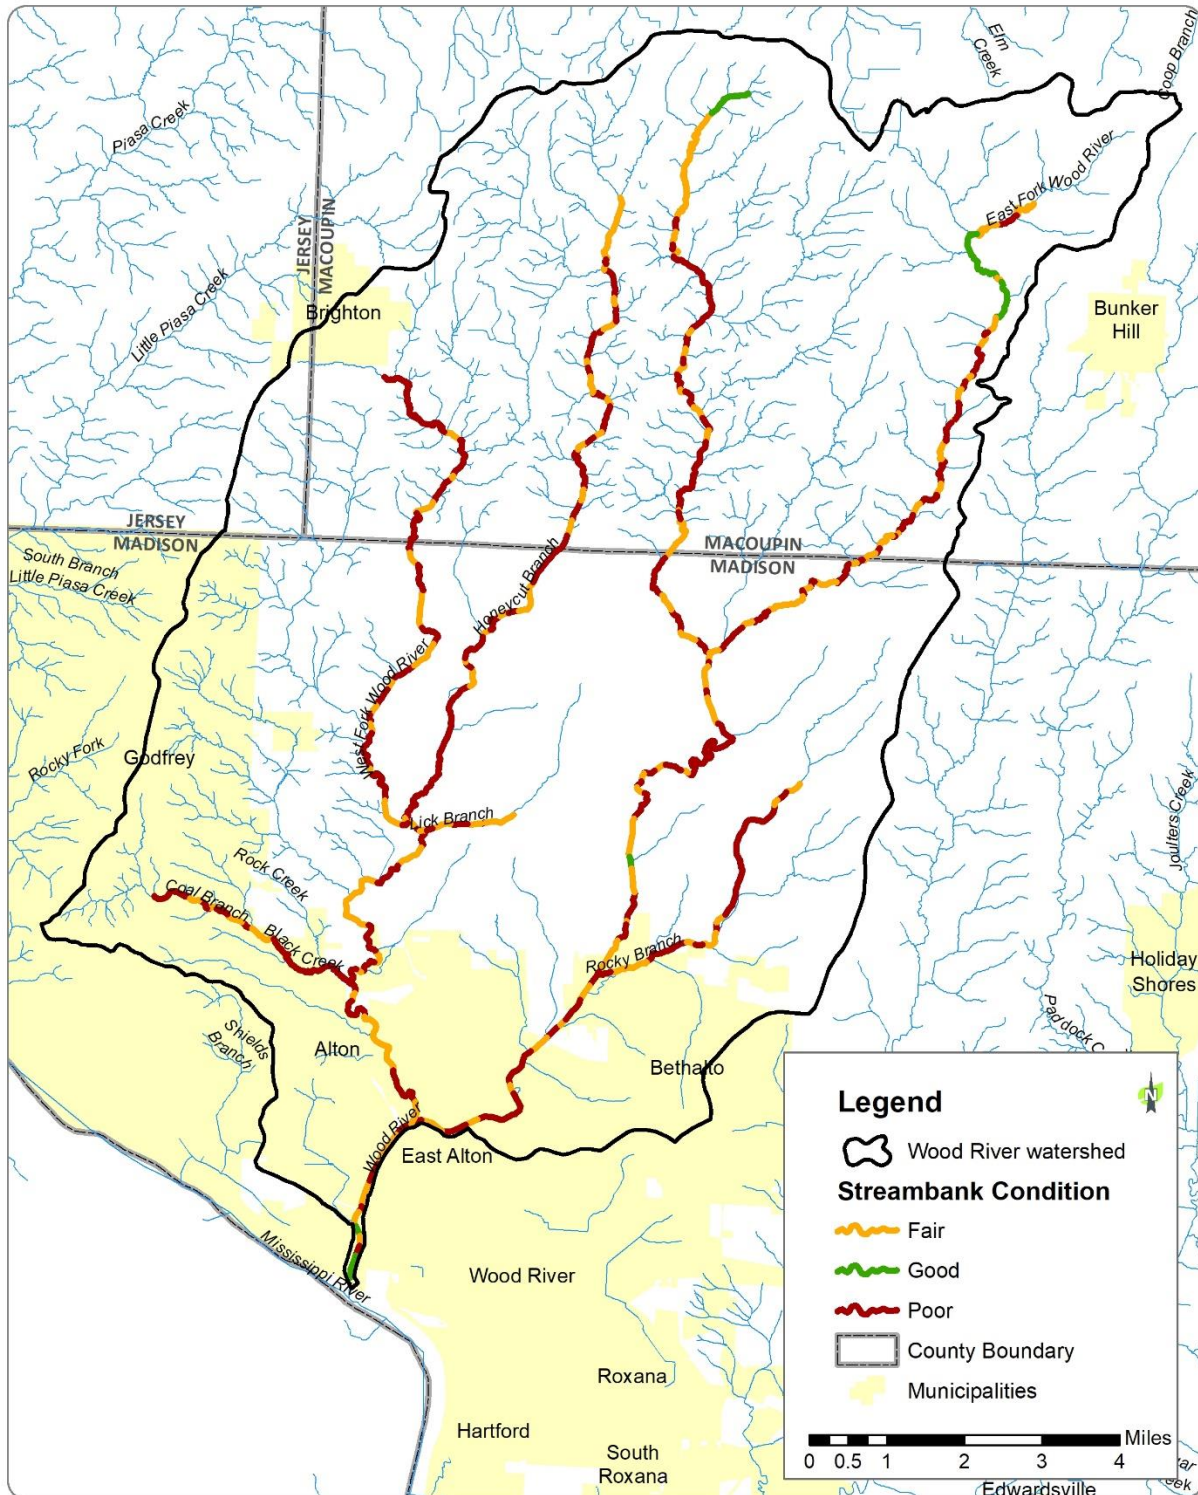 Elm
Creek
Coop Branch
Piasa Creek
East Fork Wood River
JERSEY
MACOUPIN
Little Piasa Creek
Brighton
Bunker
Hill
JERSEY
MADISON
MACOUPIN
MADISON
South Branch
Little Piasa Creek
Honeycut Branch
West Fork Wood River
Rocky Fork
Godfrey
Lick Branch
Joulters Creek
Rock Creek
Coal Branch
Black Creek
Rocky Branch
Holiday
Shores
Paddock C
Shields
Branch
Alton
Bethalto
Wood River
East Alton
Mississippi River
Wood River
Roxana
Hartford
South
Roxana
Legend
N
Wood River watershed
Streambank Condition
Fair
Good
Poor
County Boundary
Municipalities
Miles
0 0.5 1 2 3 4
Edwardsville